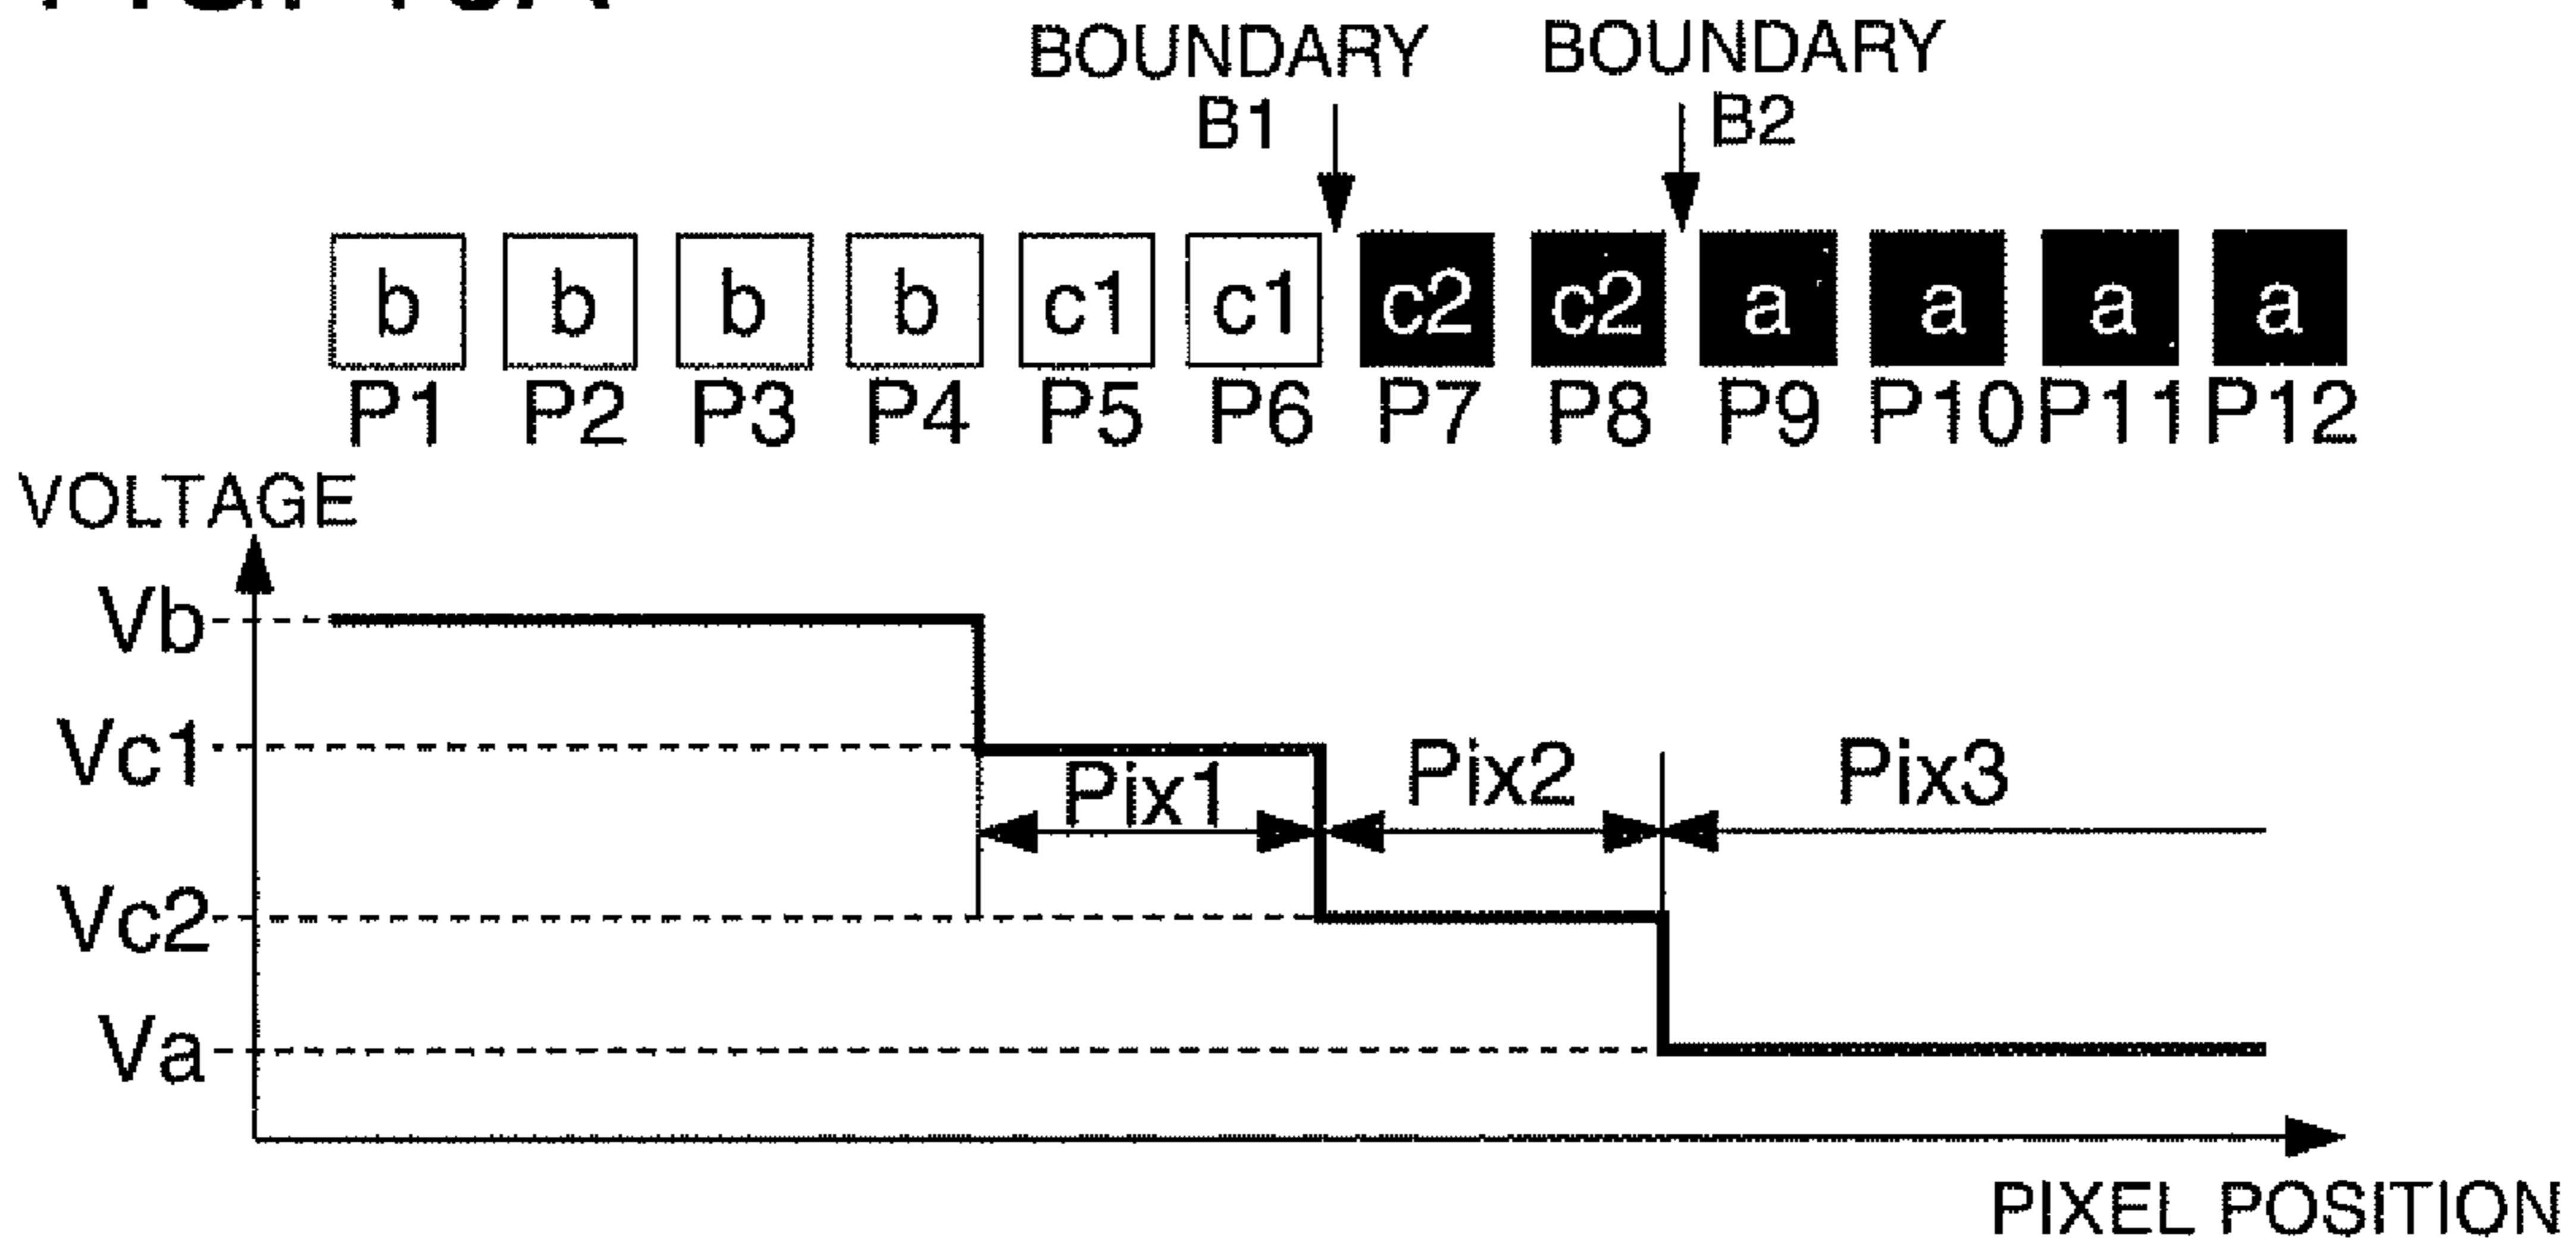 BOUNDARY BOUNDARY
B1 B2
b b b b c1 c1 c2 c2 a a a a
P1 P2 P3 P4 P5 P6 P7 P8 P9 P10 P11 P12
VOLTAGE
Vb
Vc1
Pix1 Pix2 Pix3
Vc2
Va
PIXEL POSITION